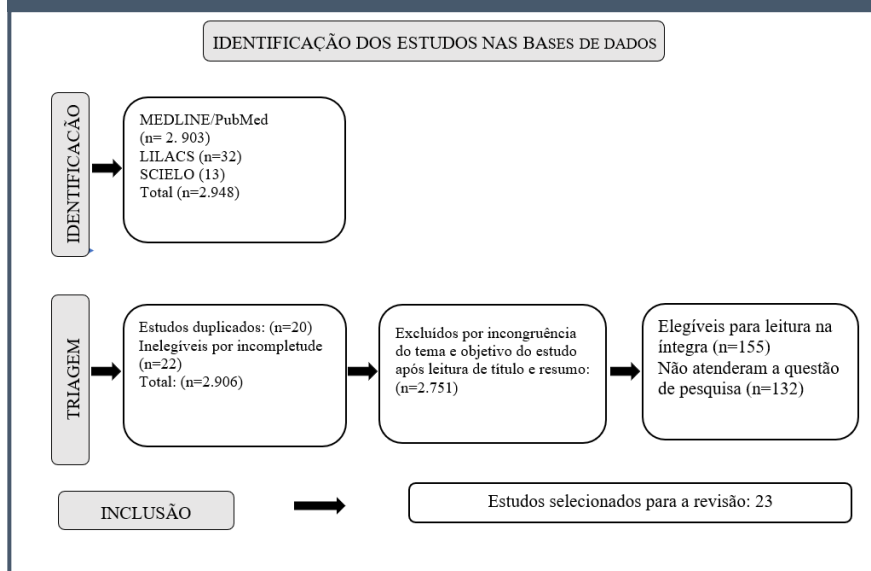 IDENTIFICAÇÃO DOS ESTUDOS NAS BASES DE DADOS
IDENTIFICAÇÃO
MEDLINE/PubMed
(n= 2. 903)
LILACS (n=32)
SCIELO (13)
Total (n=2.948)
TRIAGEM
Estudos duplicados: (n=20)
Inelegíveis por incompletude
(n=22)
Total: (n=2.906)
Excluídos por incongruência
do tema e objetivo do estudo
após leitura de título e resumo:
(n=2.751)
Elegíveis para leitura na
íntegra (n=155)
Não atenderam a questão
de pesquisa (n=132)
INCLUSÃO
Estudos selecionados para a revisão: 23